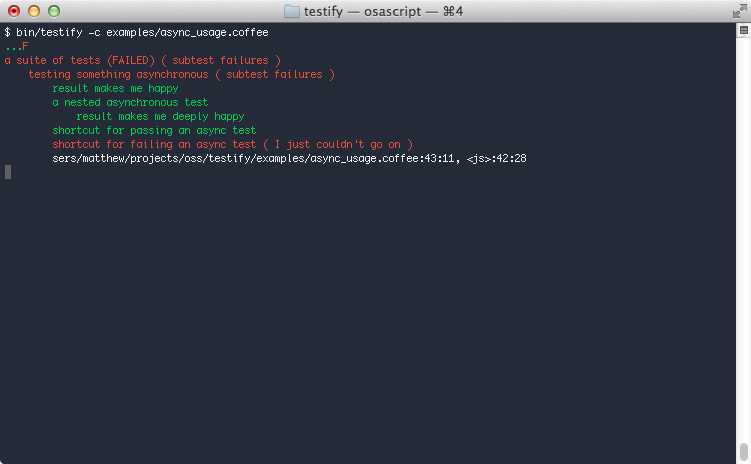 testify — osascript — ⌘4
$ bin/testify -c examples/async_usage.coffee
...F
a suite of tests (FAILED) ( subtest failures )
testing something asynchronous ( subtest failures )
result makes me happy
a nested asynchronous test
result makes me deeply happy
shortcut for passing an async test
shortcut for failing an async test ( I just couldn't go on )
sers/matthew/projects/oss/testify/examples/async_usage.coffee:43:11, <js>:42:28